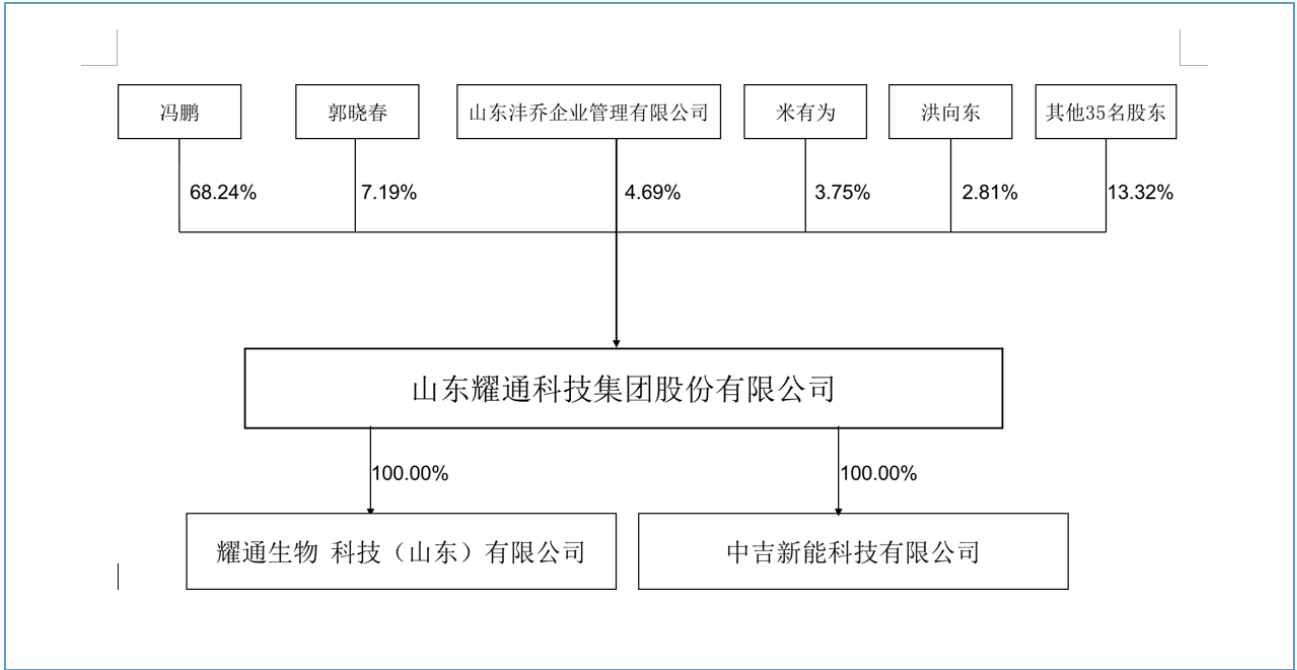 冯鹏
郭晓春
山东沣乔企业管理有限公司
米有为
洪向东
其他35名股东
68.24%
7.19%
4.69%
3.75%
2.81%
13.32%
山东耀通科技集团股份有限公司
100.00%
100.00%
耀通生物 科技（山东）有限公司
中吉新能科技有限公司